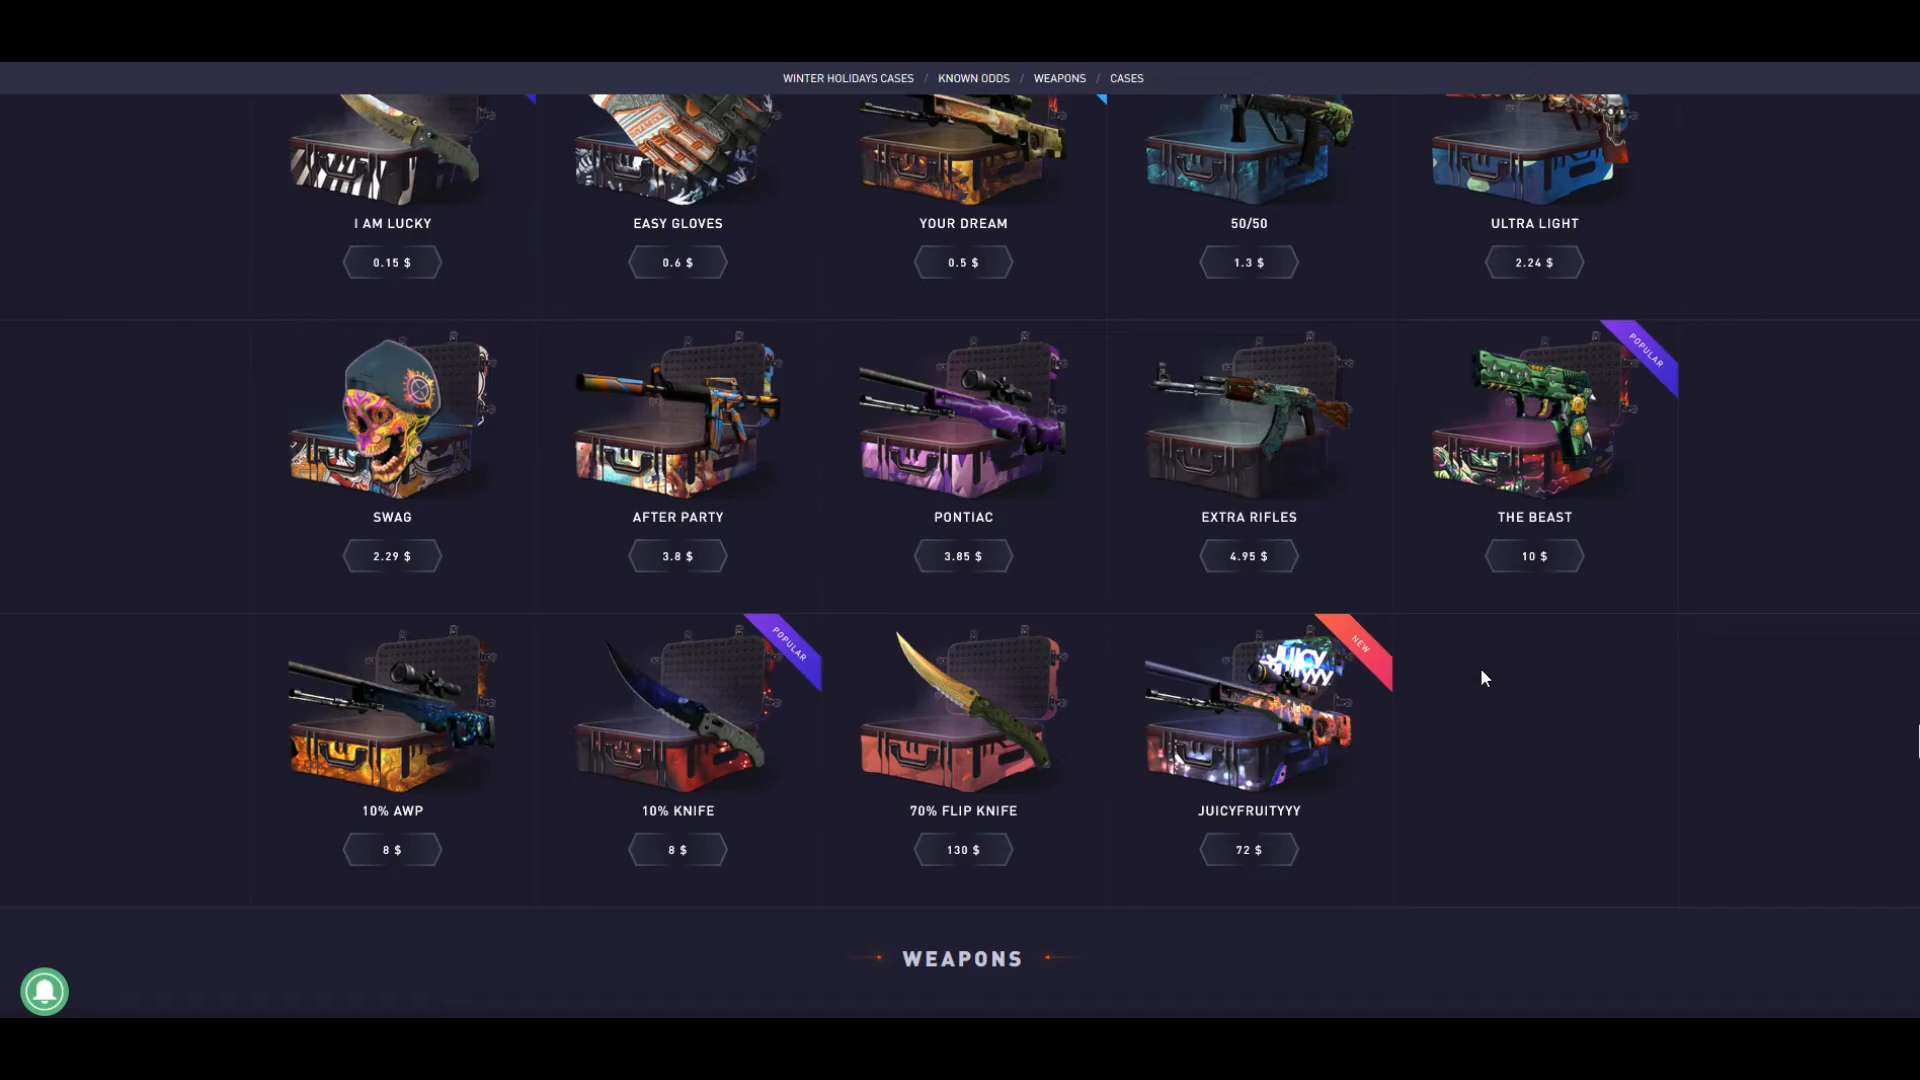 WINTER HOLIDAYS CASES / KNOWN ODDS / WEAPONS / CASES
I AM LUCKY
EASY GLOVES
YOUR DREAM
50/50
ULTRA LIGHT
0.15 $
0.6 $
0.5 $
1.3 $
2.24 $
POPULAR
SWAG
AFTER PARTY
PONTIAC
EXTRA RIFLES
THE BEAST
2.29 $
3.8 $
3.85 $
4.95 $
10 $
POPULAR
NEW
JUICY
10% AWP
10% KNIFE
70% FLIP KNIFE
JUICYFRUITYYY
8 $
8 $
130 $
72 $
WEAPONS